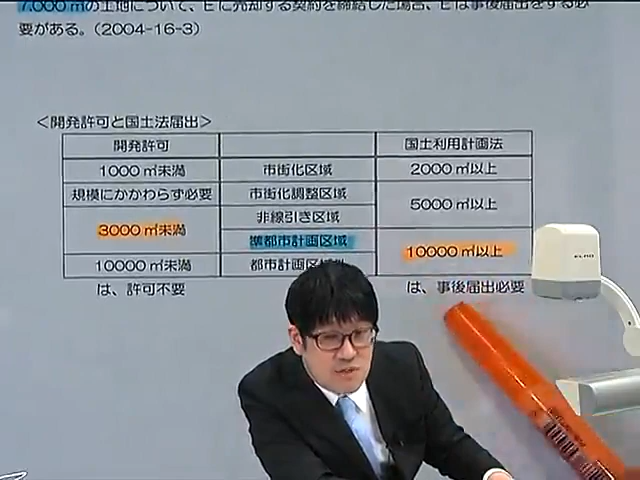 7,000㎡の土地について、Eに売却する契約を締結した場合、Eは事後届出をする必
要がある。（2004-16-3）
＜開発許可と国土法届出＞
開発許可 国土利用計画法
1000㎡未満 市街化区域 2000㎡以上
規模にかかわらず必要 市街化調整区域 5000㎡以上
非線引き区域
3000㎡未満 準都市計画区域 10000㎡以上
10000㎡未満 都市計画区域
は、許可不要 は、事後届出必要